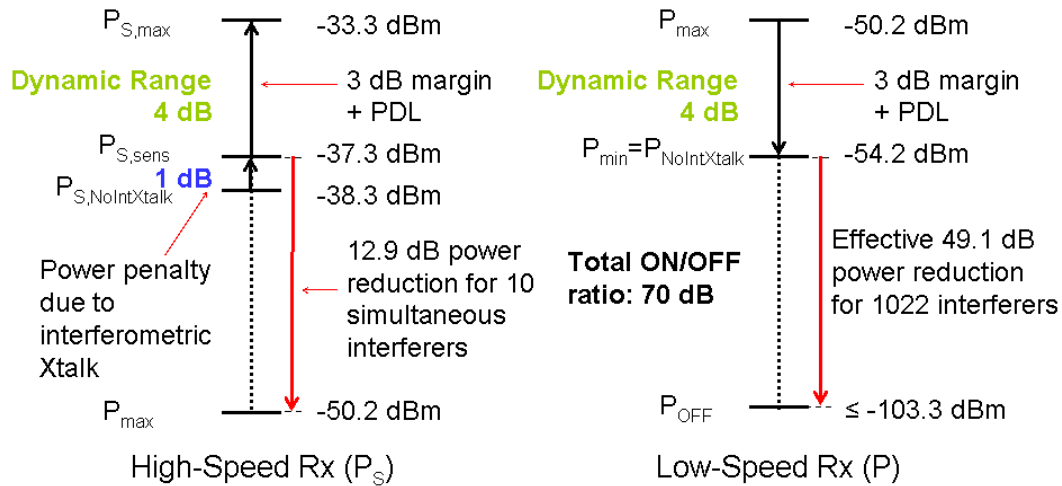 P_S,max
-33.3 dBm
Dynamic Range
4 dB
3 dB margin
+ PDL
P_S,sens
-37.3 dBm
1 dB
P_S,NoIntXtalk
-38.3 dBm
Power penalty
due to
interferometric
Xtalk
12.9 dB power
reduction for 10
simultaneous
interferers
P_max
-50.2 dBm
High-Speed Rx (P_S)
P_max
-50.2 dBm
Dynamic Range
4 dB
3 dB margin
+ PDL
P_min=P_NoIntXtalk
-54.2 dBm
Total ON/OFF
ratio: 70 dB
Effective 49.1 dB
power reduction
for 1022 interferers
P_OFF
≤ -103.3 dBm
Low-Speed Rx (P)